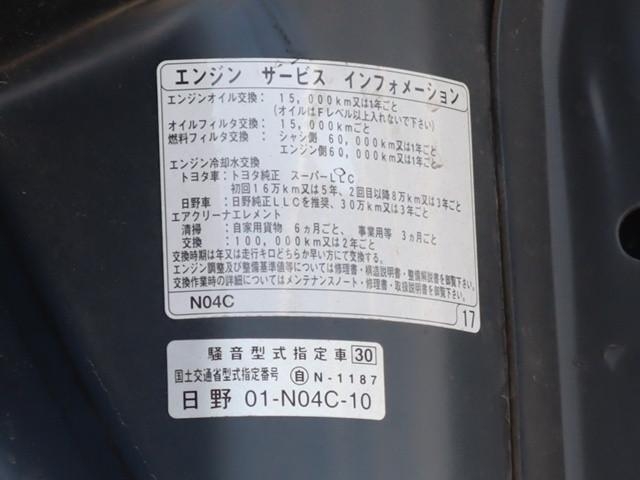 エンジン サービス インフォメーション
エンジンオイル交換: 15,000km又は1年ごと
(オイルはFレベル以上入れないで下さい)
オイルフィルタ交換: 15,000kmごと
燃料フィルタ交換: シャシ側 60,000km又は1年ごと
エンジン側60,000km又は1年ごと
エンジン冷却水交換
トヨタ車:トヨタ純正 スーパーLLC
初回16万km又は5年、2回目以降8万km又は3年ごと
日野車:日野純正LLCを推奨、30万km又は3年ごと
エアクリーナエレメント
清掃:自家用貨物 6ヵ月ごと、事業用等 3ヵ月ごと
交換:100,000km又は2年ごと
交換時期は年又は走行キロどちらか早い方にて交換する。
エンジン調整及び整備基準値等については修理書・構造説明書・整備解説書を御覧下さい。
交換作業時の詳細についてはメンテナンスノート・修理書・取扱説明書を御覧下さい。
N04C
17
騒音型式指定車 30
国土交通省型式指定番号 自 N-1187
日野 01-N04C-10